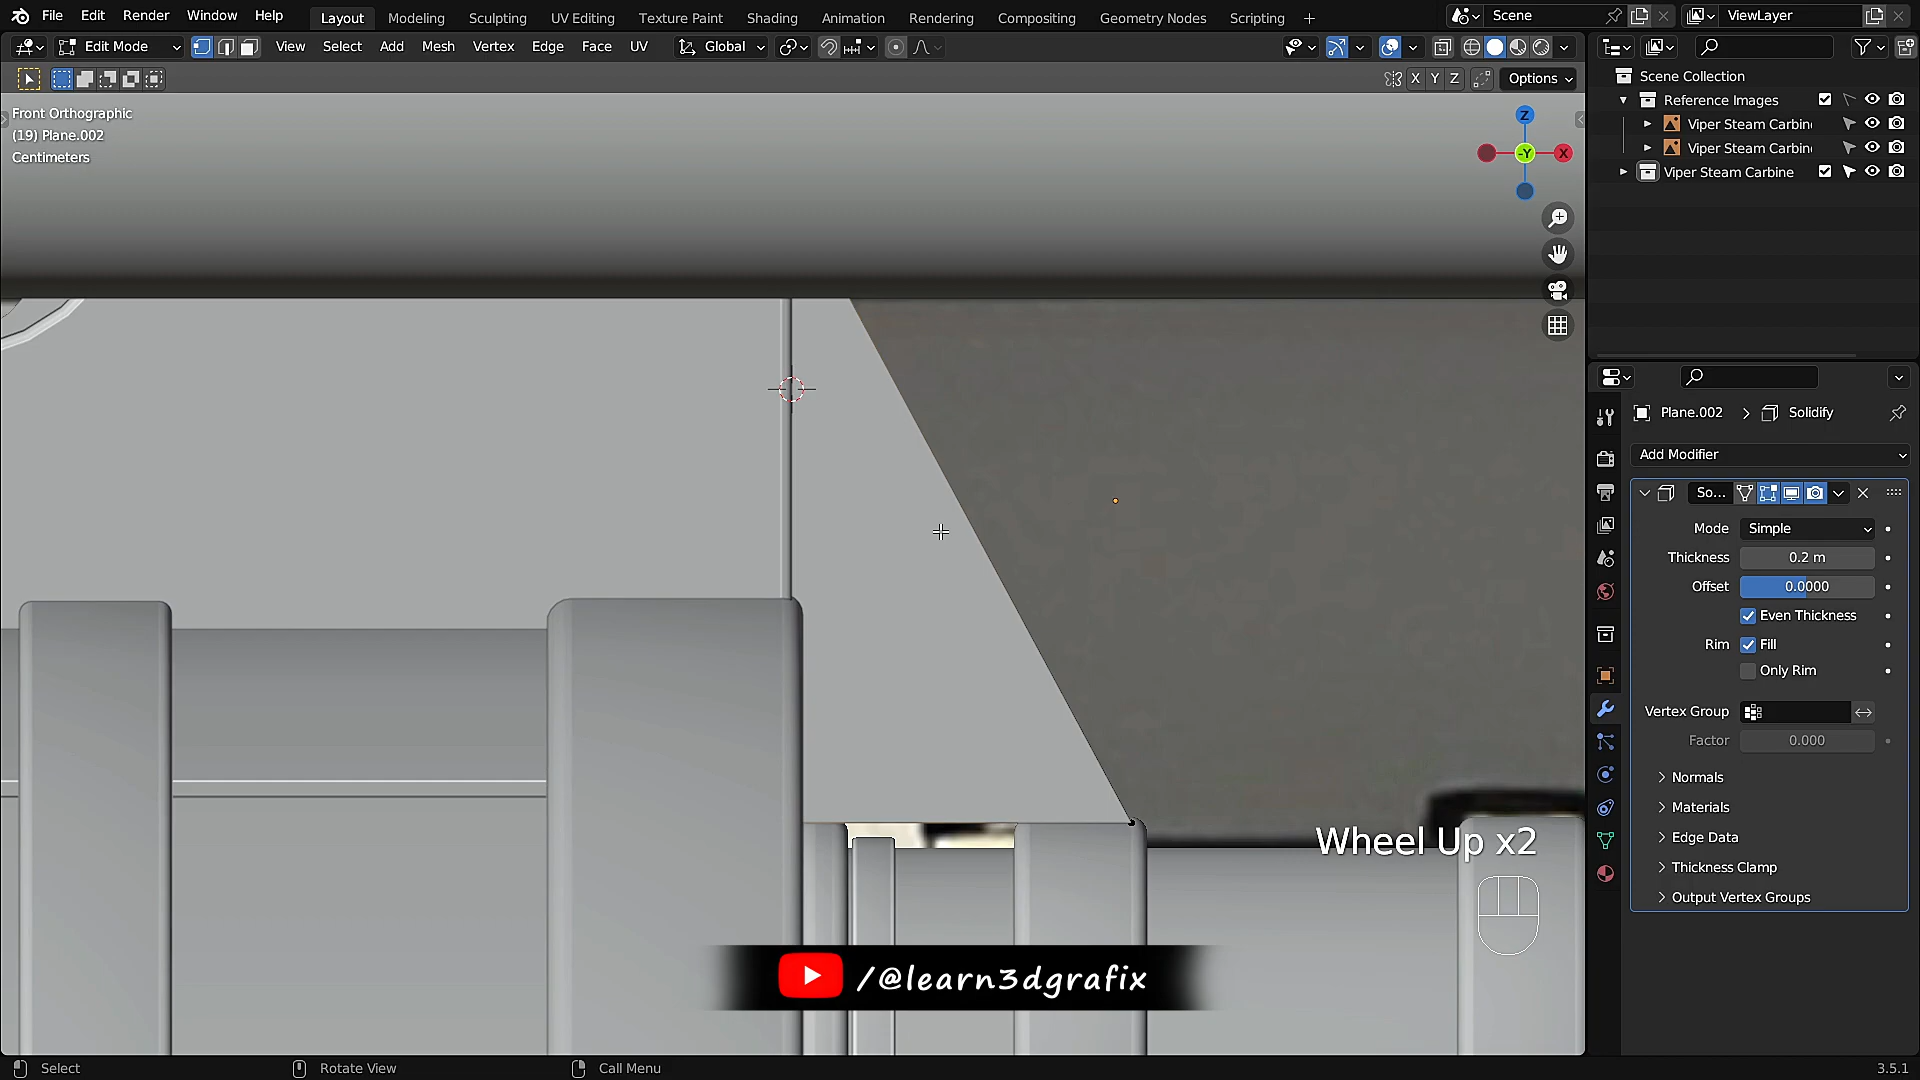 File Edit Render Window Help Layout Modeling Sculpting UV Editing Texture Paint Shading Animation Rendering Compositing Geometry Nodes Scripting + Scene ViewLayer
Edit Mode View Select Add Mesh Vertex Edge Face UV Global
X Y Z Options
Front Orthographic
(19) Plane.002
Centimeters
Z
-Y X
Scene Collection
Reference Images
Viper Steam Carbin
Viper Steam Carbin
Viper Steam Carbine
Plane.002 > Solidify
Add Modifier
So...
Mode Simple
Thickness 0.2 m
Offset 0.0000
Even Thickness
Rim Fill
Only Rim
Vertex Group
Factor 0.000
Normals
Materials
Edge Data
Thickness Clamp
Output Vertex Groups
Wheel Up x2
/@learn3dgrafix
Select Rotate View Call Menu 3.5.1